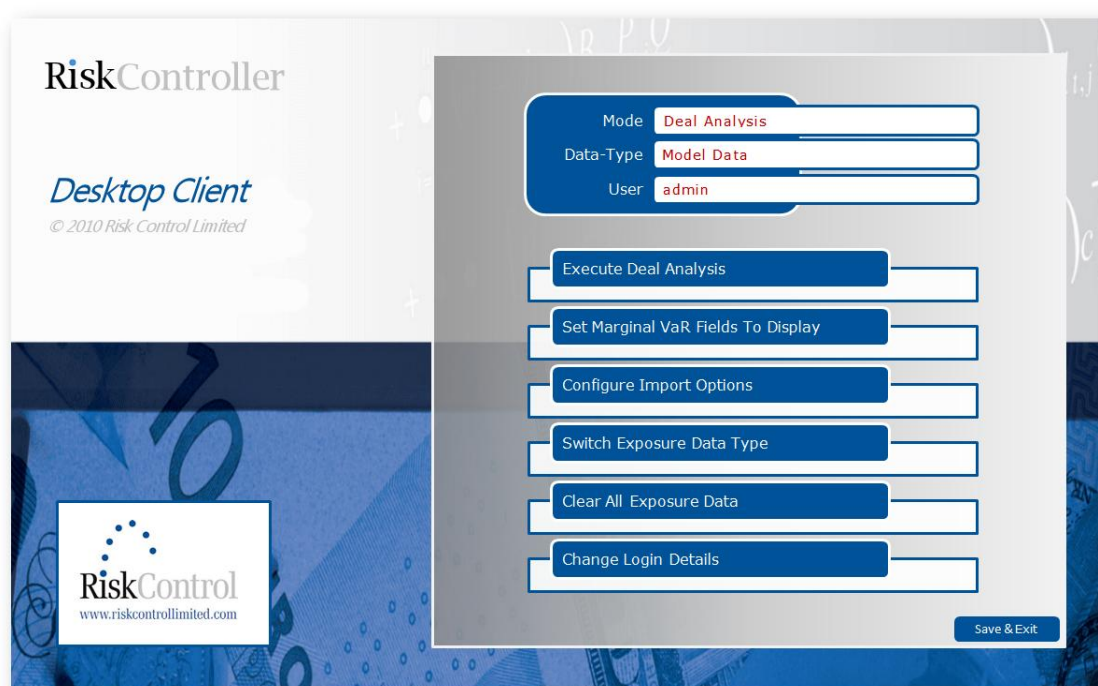 RiskController
Desktop Client
© 2010 Risk Control Limited
Mode Deal Analysis
Data-Type Model Data
User admin
Execute Deal Analysis
Set Marginal VaR Fields To Display
Configure Import Options
Switch Exposure Data Type
Clear All Exposure Data
Change Login Details
Save & Exit
RiskControl
www.riskcontrollimited.com
10